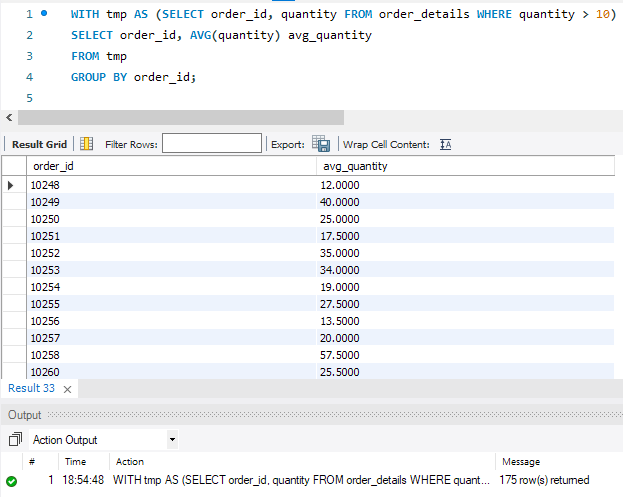 1 WITH tmp AS (SELECT order_id, quantity FROM order_details WHERE quantity > 10)
2 SELECT order_id, AVG(quantity) avg_quantity
3 FROM tmp
4 GROUP BY order_id;
5
Result Grid Filter Rows: Export: Wrap Cell Content: IA
order_id avg_quantity
10248 12.0000
10249 40.0000
10250 25.0000
10251 17.5000
10252 35.0000
10253 34.0000
10254 19.0000
10255 27.5000
10256 13.5000
10257 20.0000
10258 57.5000
10260 25.5000
Result 33
Output
Action Output
# Time Action Message
1 18:54:48 WITH tmp AS (SELECT order_id, quantity FROM order_details WHERE quant... 175 row(s) returned